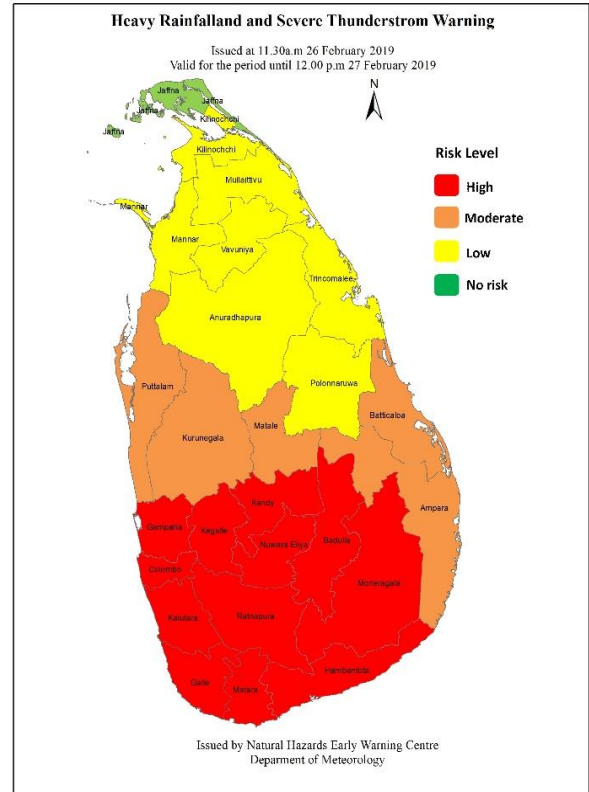 Heavy Rainfalland and Severe Thunderstrom Warning
Issued at 11.30a.m 26 February 2019
Valid for the period until 12.00 p.m 27 February 2019
N
Jaffna
Jaffna
Jaffna
Jaffna
Kilinochchi
Kilinochchi
Mullaittivu
Mannar
Mannar
Vavuniya
Trincomalee
Anuradhapura
Polonnaruwa
Puttalam
Batticaloa
Matale
Kurunegala
Ampara
Kandy
Gampaha
Kegalle
Nuwara Eliya
Badulla
Colombo
Moneragala
Kalutara
Ratnapura
Hambantota
Galle
Matara
Risk Level
High
Moderate
Low
No risk
Issued by Natural Hazards Early Warning Centre
Deparment of Meteorology